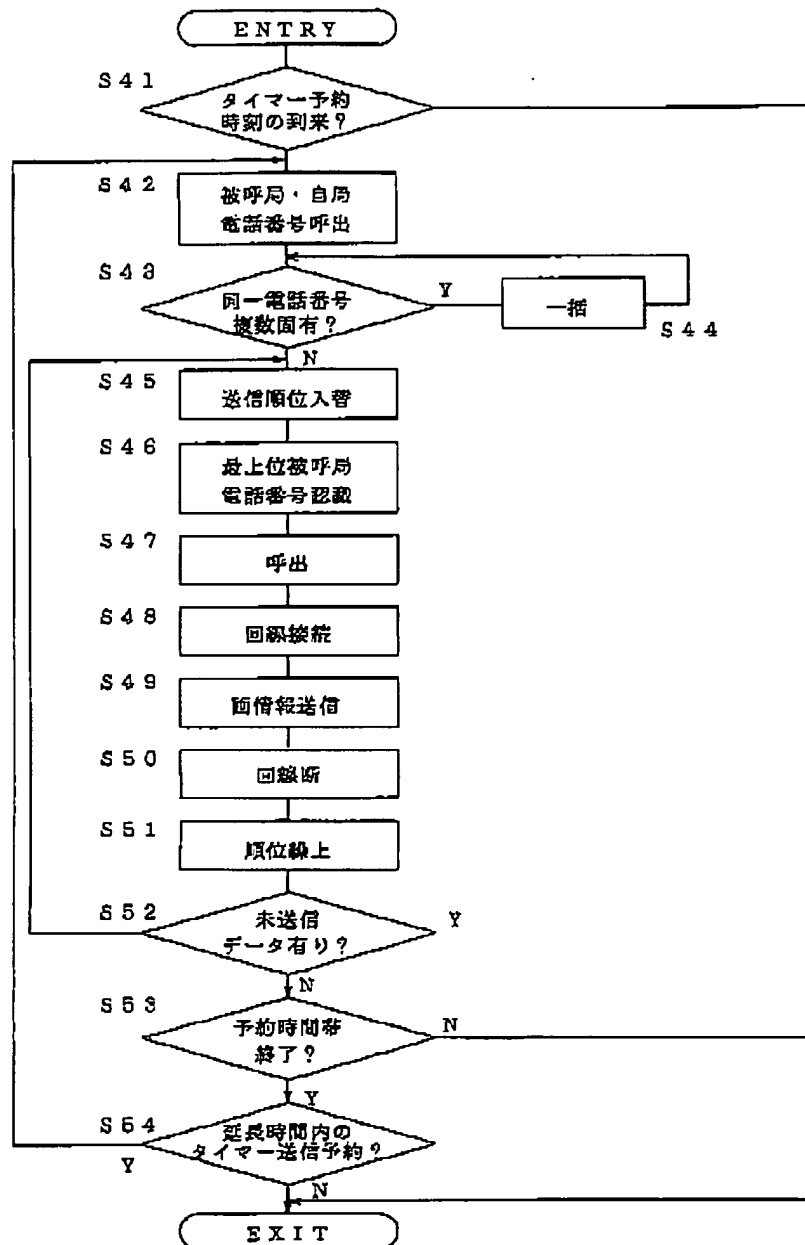 ENTRY
S41
タイマー予約
時刻の到来?
S42
被呼局・自局
電話番号呼出
S43
同一電話番号
複数固有?
Y
一括
S44
N
S45
送信順位入替
S46
最上位被呼局
電話番号認識
S47
呼出
S48
回線接続
S49
画情報送信
S50
回線断
S51
順位繰上
S52
未送信
データ有り?
Y
N
S53
予約時間帯
終了?
N
Y
S54
延長時間内の
タイマー送信予約?
Y
N
EXIT